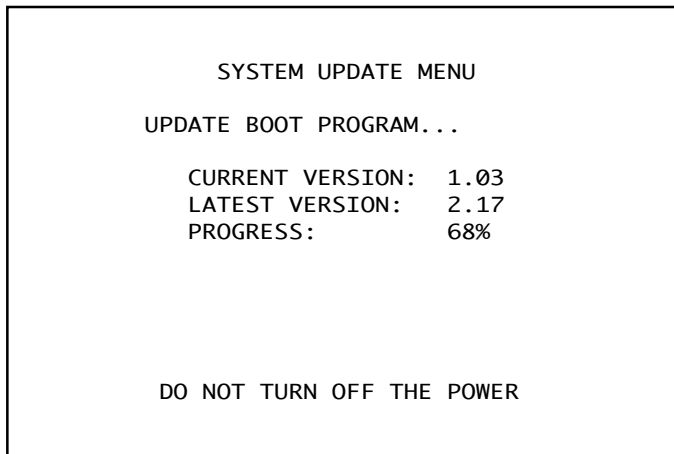 SYSTEM UPDATE MENU
UPDATE BOOT PROGRAM...
CURRENT VERSION: 1.03
LATEST VERSION: 2.17
PROGRESS: 68%
DO NOT TURN OFF THE POWER